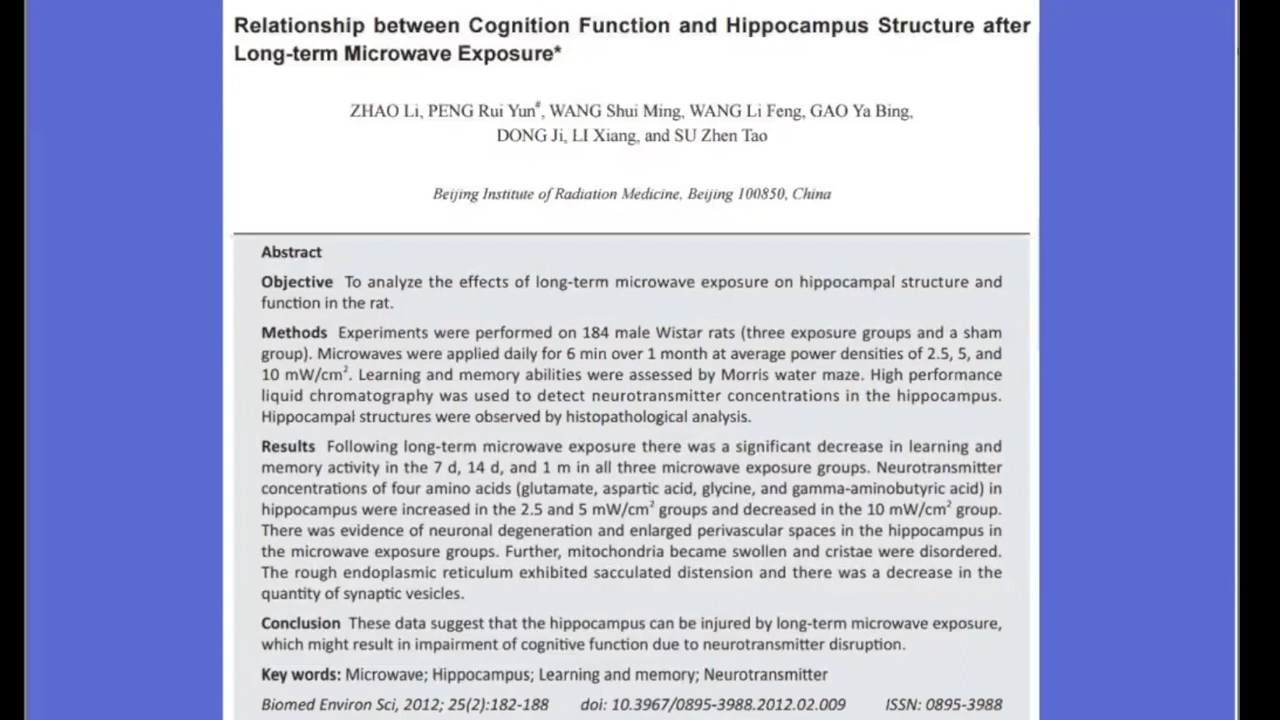 Relationship between Cognition Function and Hippocampus Structure after
Long-term Microwave Exposure*
ZHAO Li, PENG Rui Yun#, WANG Shui Ming, WANG Li Feng, GAO Ya Bing,
DONG Ji, LI Xiang, and SU Zhen Tao
Beijing Institute of Radiation Medicine, Beijing 100850, China
Abstract
Objective To analyze the effects of long-term microwave exposure on hippocampal structure and
function in the rat.
Methods Experiments were performed on 184 male Wistar rats (three exposure groups and a sham
group). Microwaves were applied daily for 6 min over 1 month at average power densities of 2.5, 5, and
10 mW/cm². Learning and memory abilities were assessed by Morris water maze. High performance
liquid chromatography was used to detect neurotransmitter concentrations in the hippocampus.
Hippocampal structures were observed by histopathological analysis.
Results Following long-term microwave exposure there was a significant decrease in learning and
memory activity in the 7 d, 14 d, and 1 m in all three microwave exposure groups. Neurotransmitter
concentrations of four amino acids (glutamate, aspartic acid, glycine, and gamma-aminobutyric acid) in
hippocampus were increased in the 2.5 and 5 mW/cm² groups and decreased in the 10 mW/cm² group.
There was evidence of neuronal degeneration and enlarged perivascular spaces in the hippocampus in
the microwave exposure groups. Further, mitochondria became swollen and cristae were disordered.
The rough endoplasmic reticulum exhibited sacculated distension and there was a decrease in the
quantity of synaptic vesicles.
Conclusion These data suggest that the hippocampus can be injured by long-term microwave exposure,
which might result in impairment of cognitive function due to neurotransmitter disruption.
Key words: Microwave; Hippocampus; Learning and memory; Neurotransmitter
Biomed Environ Sci, 2012; 25(2):182-188 doi: 10.3967/0895-3988.2012.02.009 ISSN: 0895-3988